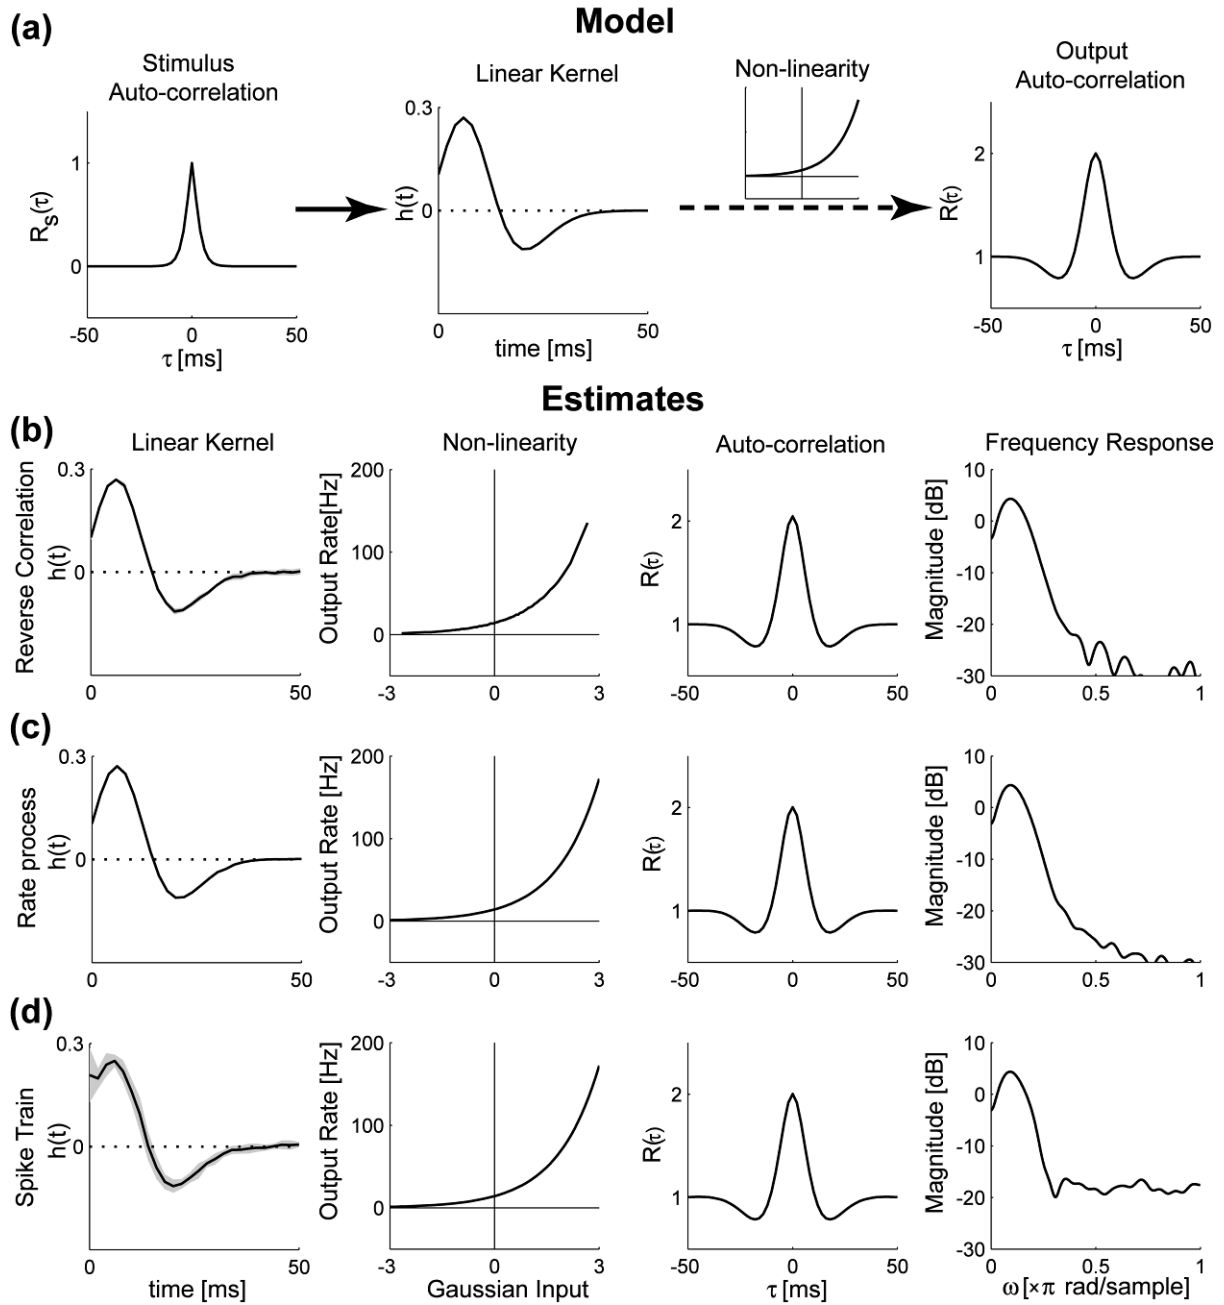 (a)
Model
Stimulus
Auto-correlation
Linear Kernel
Non-linearity
Output
Auto-correlation
1
0
Rs(τ)
-50
0
50
τ [ms]
0.3
0
h(t)
0
50
time [ms]
2
1
R(τ)
-50
0
50
τ [ms]
Estimates
(b)
Linear Kernel
Non-linearity
Auto-correlation
Frequency Response
Reverse Correlation
h(t)
0.3
0
0
50
Output Rate[Hz]
200
100
0
-3
0
3
R(τ)
2
1
-50
0
50
Magnitude [dB]
10
0
-10
-20
-30
0
0.5
1
(c)
Rate process
h(t)
0.3
0
0
50
Output Rate [Hz]
200
100
0
-3
0
3
R(τ)
2
1
-50
0
50
Magnitude [dB]
10
0
-10
-20
-30
0
0.5
1
(d)
Spike Train
h(t)
0.3
0
0
50
time [ms]
Output Rate [Hz]
200
100
0
-3
0
3
Gaussian Input
R(τ)
2
1
-50
0
50
τ [ms]
Magnitude [dB]
10
0
-10
-20
-30
0
0.5
1
ω [×π rad/sample]